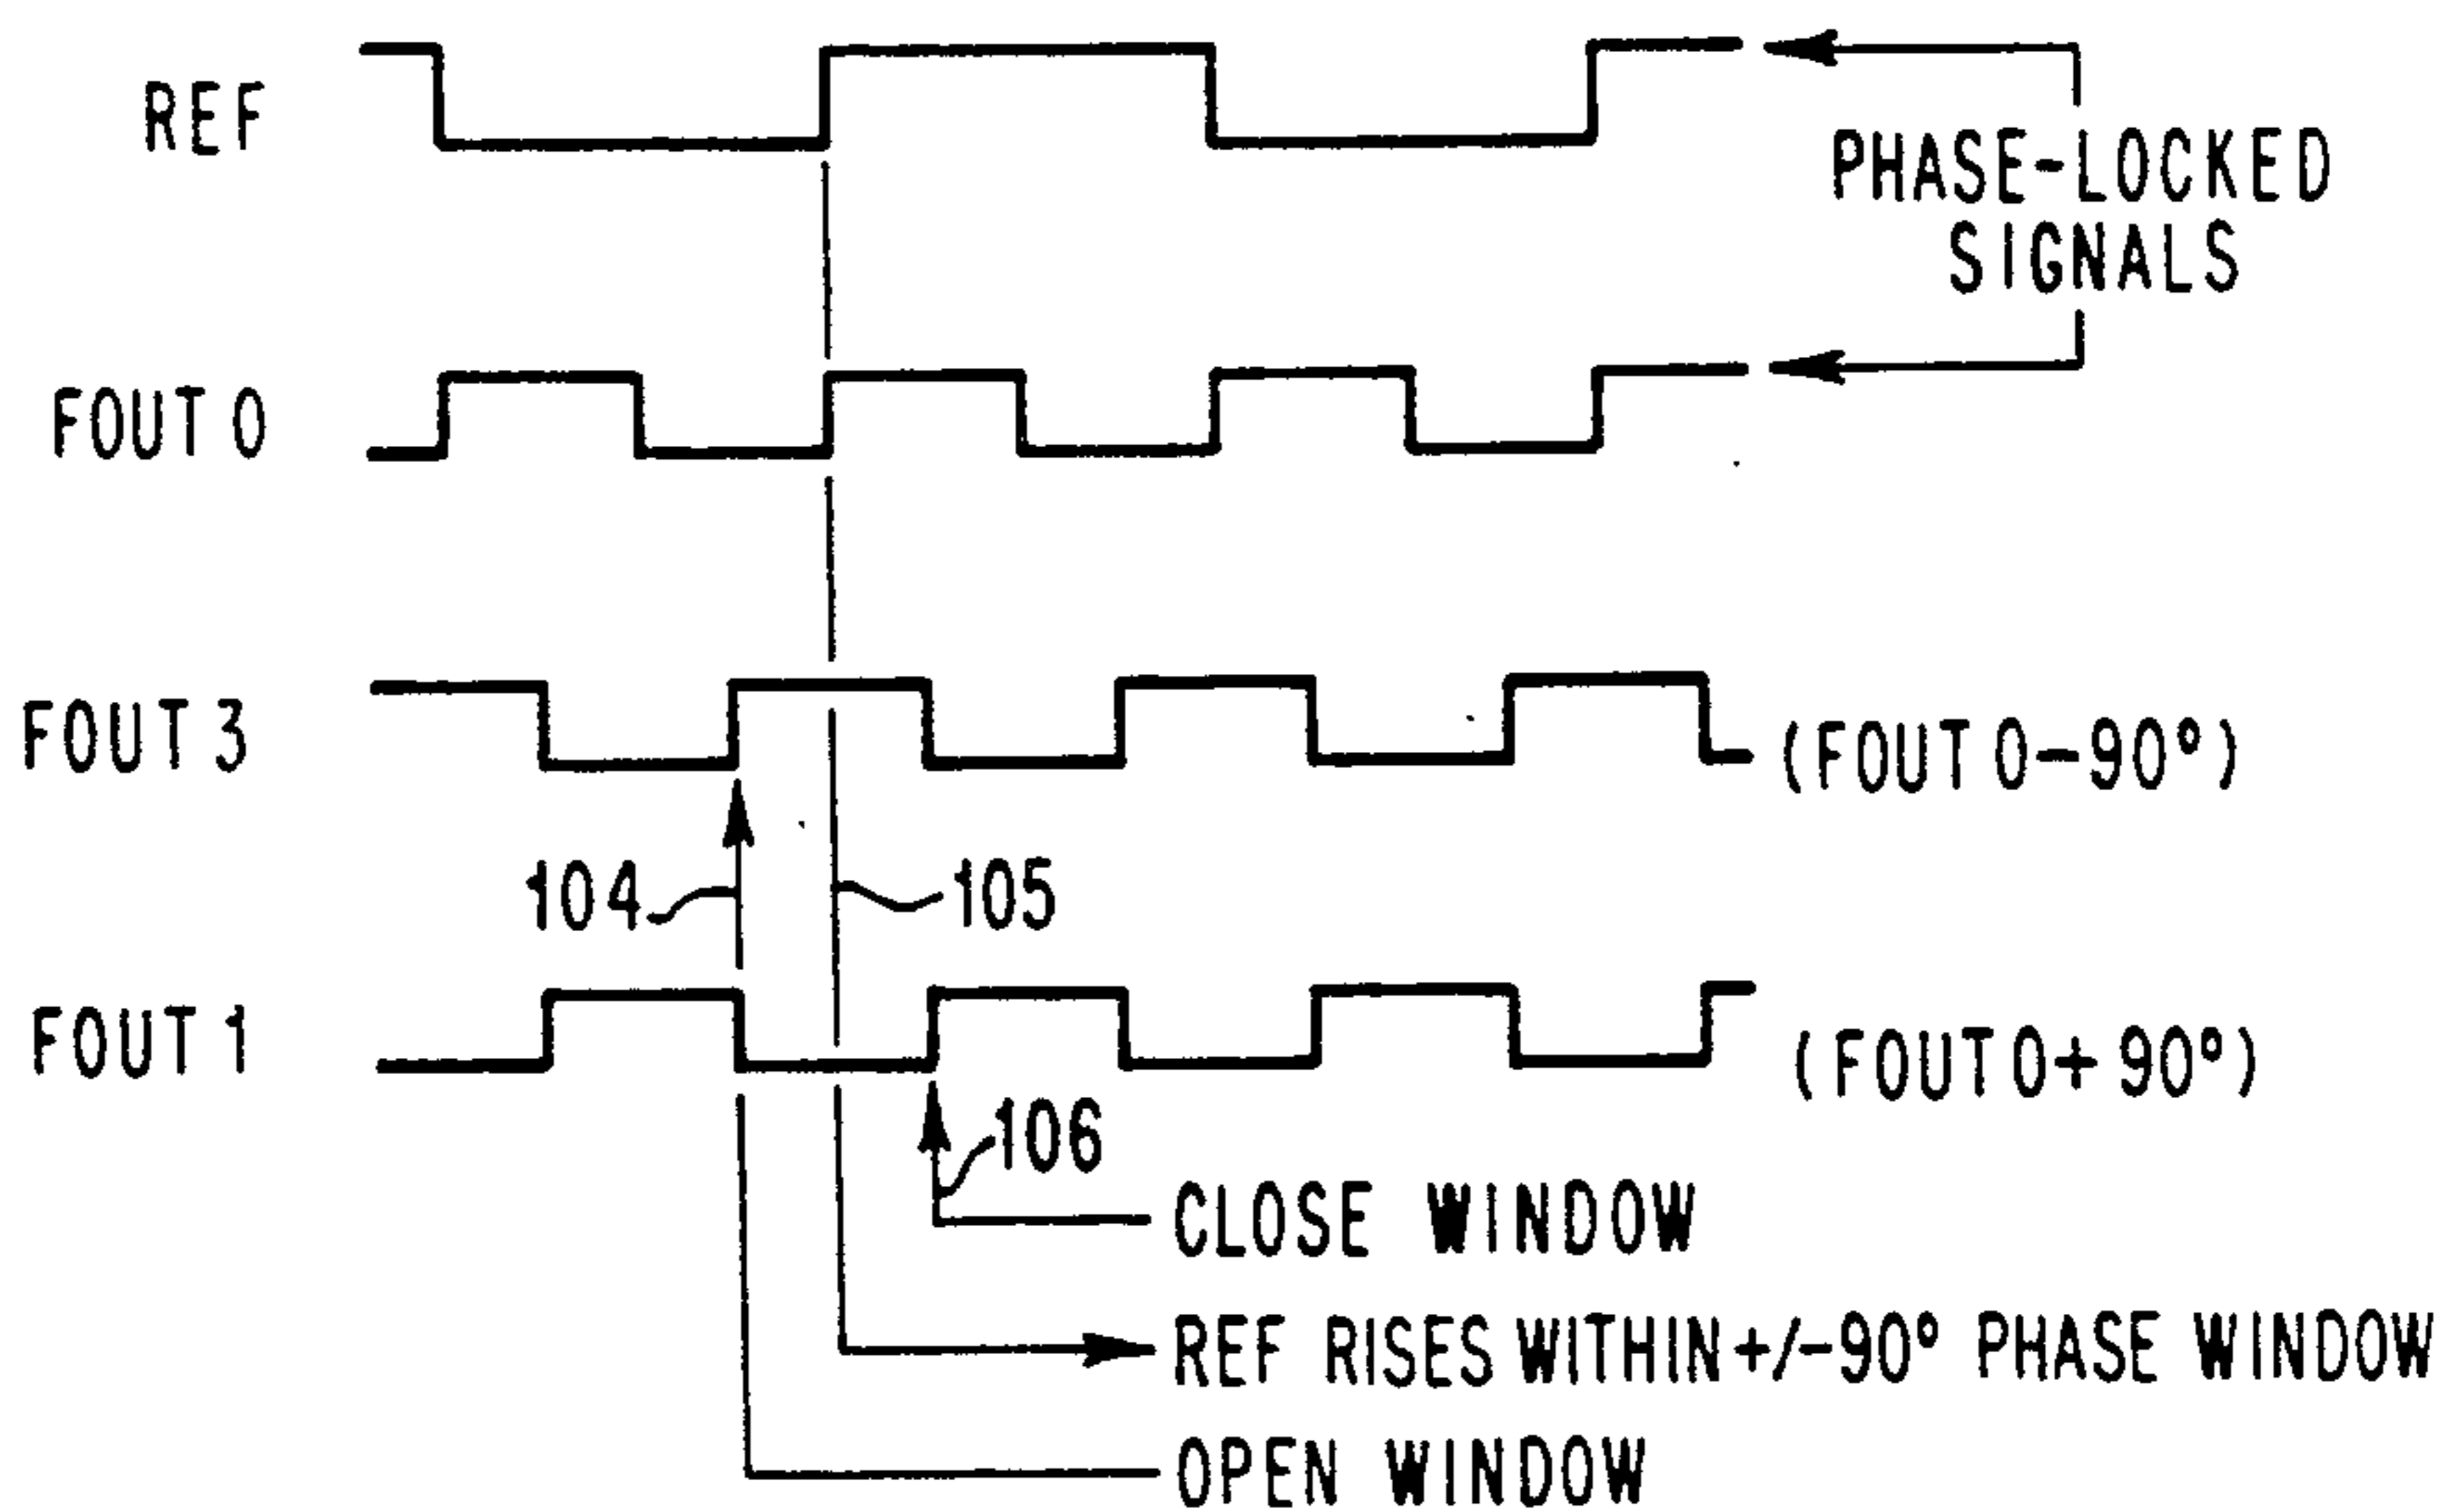 REF
PHASE-LOCKED
SIGNALS
FOUT 0
FOUT 3
(FOUT 0-90°)
104
105
FOUT 1
(FOUT 0+90°)
106
CLOSE WINDOW
REF RISES WITHIN +/-90° PHASE WINDOW
OPEN WINDOW